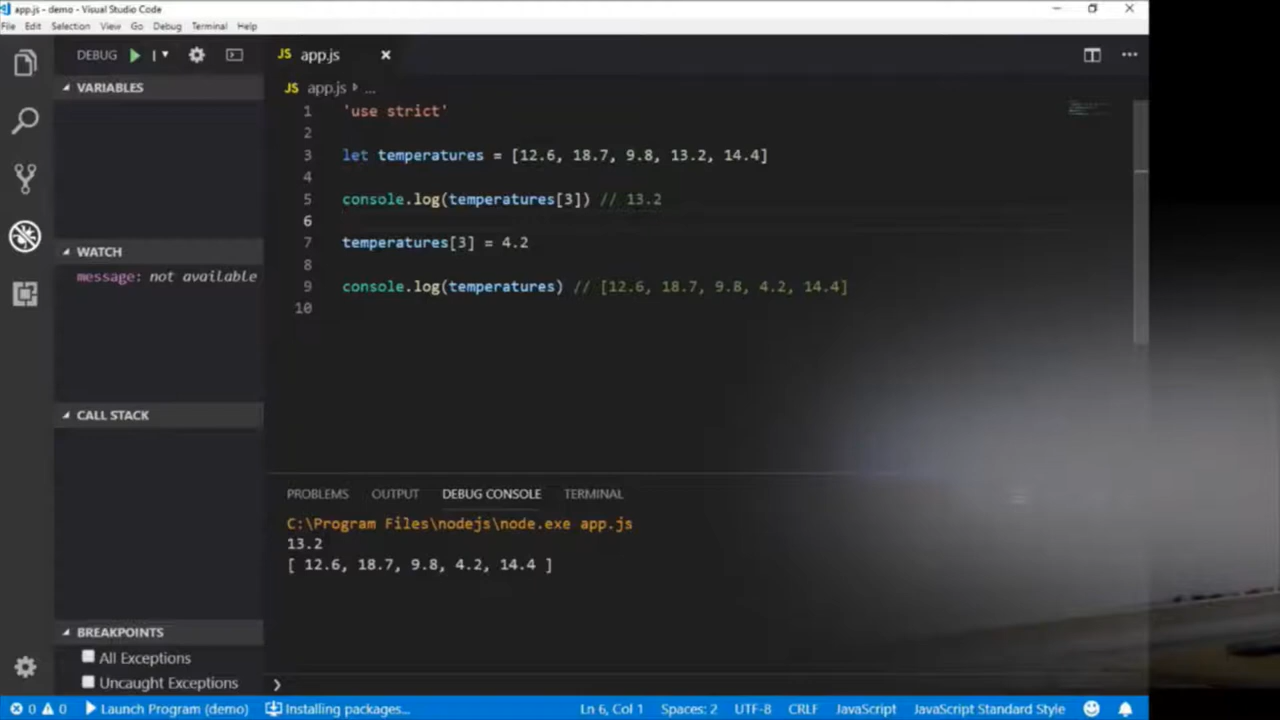 app.js - demo - Visual Studio Code
File Edit Selection View Go Debug Terminal Help
DEBUG
JS app.js
VARIABLES
JS app.js ...
1 'use strict'
2
3 let temperatures = [12.6, 18.7, 9.8, 13.2, 14.4]
4
5 console.log(temperatures[3]) // 13.2
6
7 temperatures[3] = 4.2
8
9 console.log(temperatures) // [12.6, 18.7, 9.8, 4.2, 14.4]
10
WATCH
message: not available
CALL STACK
PROBLEMS OUTPUT DEBUG CONSOLE TERMINAL
C:\Program Files\nodejs\node.exe app.js
13.2
[ 12.6, 18.7, 9.8, 4.2, 14.4 ]
BREAKPOINTS
All Exceptions
Uncaught Exceptions
0 0 Launch Program (demo) Installing packages... Ln 6, Col 1 Spaces: 2 UTF-8 CRLF JavaScript JavaScript Standard Style